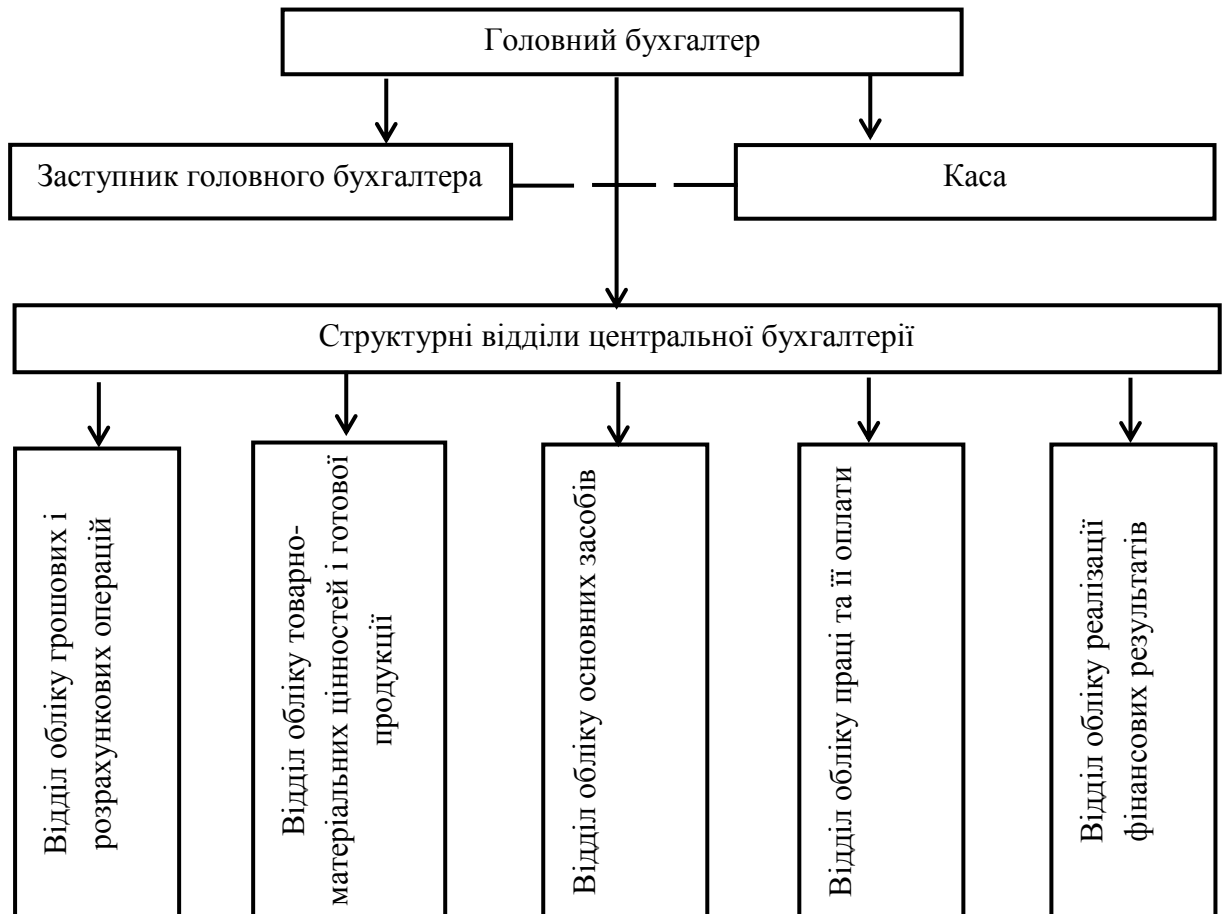 Головний бухгалтер
Заступник головного бухгалтера
Каса
Структурні відділи центральної бухгалтерії
Відділ обліку грошових і
розрахункових операцій
Відділ обліку товарно-
матеріальних цінностей і готової
продукції
Відділ обліку основних засобів
Відділ обліку праці та її оплати
Відділ обліку реалізації
фінансових результатів